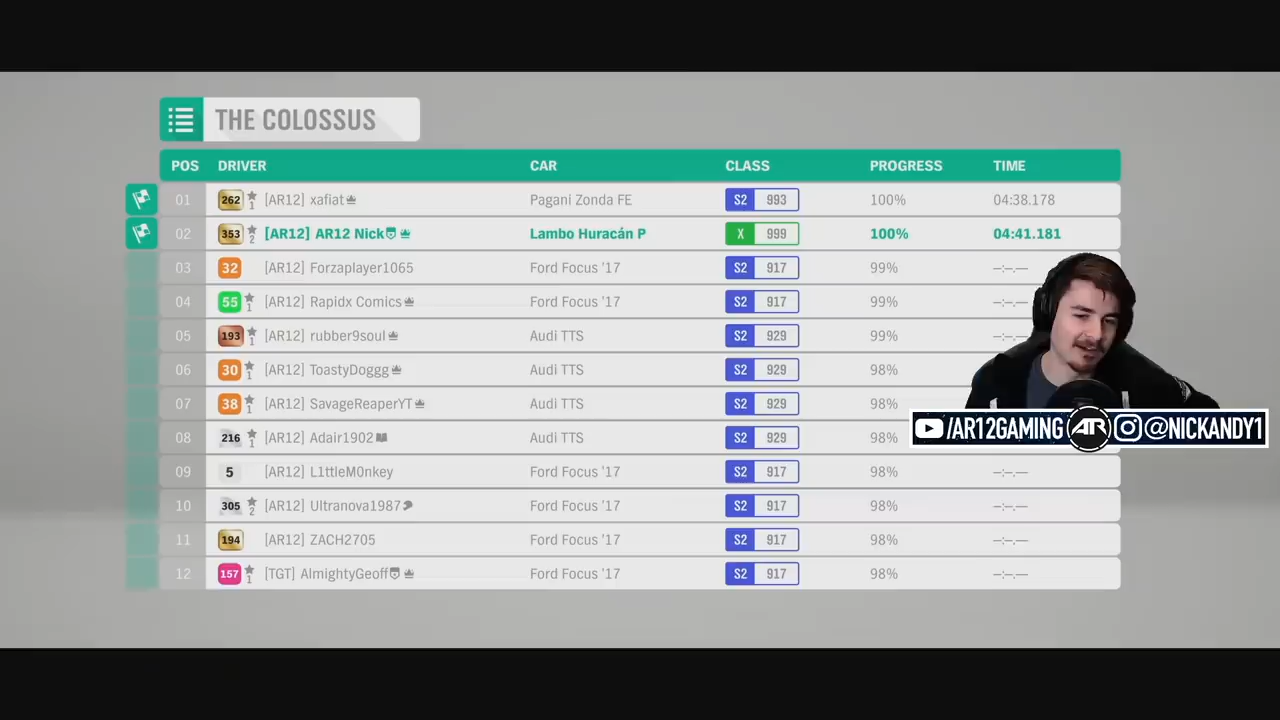 THE COLOSSUS
POS DRIVER CAR CLASS PROGRESS TIME
01 262 1 [AR12] xafiat Pagani Zonda FE S2 993 100% 04:38.178
02 353 2 [AR12] AR12 Nick Lambo Huracán P X 999 100% 04:41.181
03 32 [AR12] Forzaplayer1065 Ford Focus '17 S2 917 99% --:--.---
04 55 1 [AR12] Rapidx Comics Ford Focus '17 S2 917 99% --:--.---
05 193 1 [AR12] rubber9soul Audi TTS S2 929 99% --:--.---
06 30 1 [AR12] ToastyDoggg Audi TTS S2 929 98%
07 38 1 [AR12] SavageReaperYT Audi TTS S2 929 98%
08 216 1 [AR12] Adair1902 Audi TTS S2 929 98%
/AR12GAMING AR @NICKANDY1
09 5 [AR12] L1ttleM0nkey Ford Focus '17 S2 917 98% --:--.---
10 305 2 [AR12] Ultranova1987 Ford Focus '17 S2 917 98% --:--.---
11 194 [AR12] ZACH2705 Ford Focus '17 S2 917 98% --:--.---
12 157 1 [TGT] AlmightyGeoff Ford Focus '17 S2 917 98% --:--.---